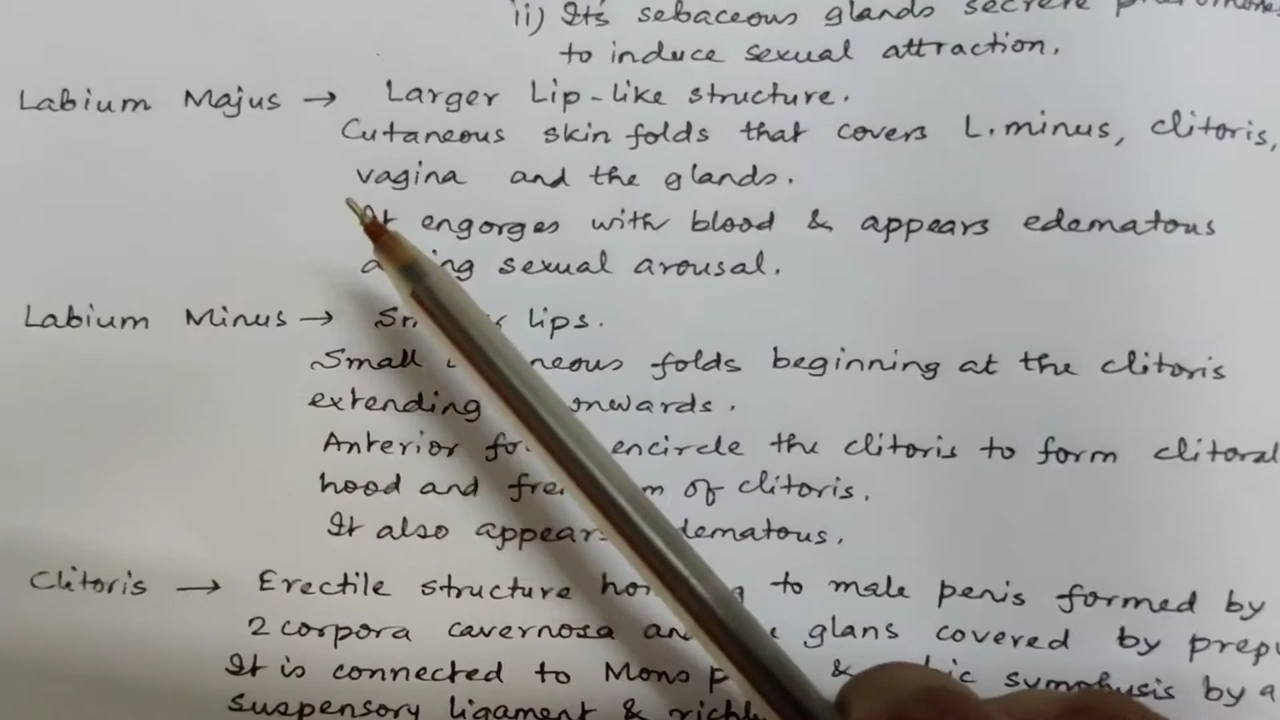 ii) Its sebaceous glands secrete
to induce sexual attraction.
Labium Majus → Larger Lip-like structure.
Cutaneous skin folds that covers L.minus, clitoris,
vagina and the glands.
It engorges with blood & appears edematous
sexual arousal.
Labium Minus → lips.
Small folds beginning at the clitoris
extending
Anterior encircle the clitoris to form clitoral
hood and of clitoris.
It also appears
Clitoris → Erectile structure to male penis formed by
2 corpora cavernosa glans covered by
It is connected to Mons & symphysis by a
suspensory ligament &